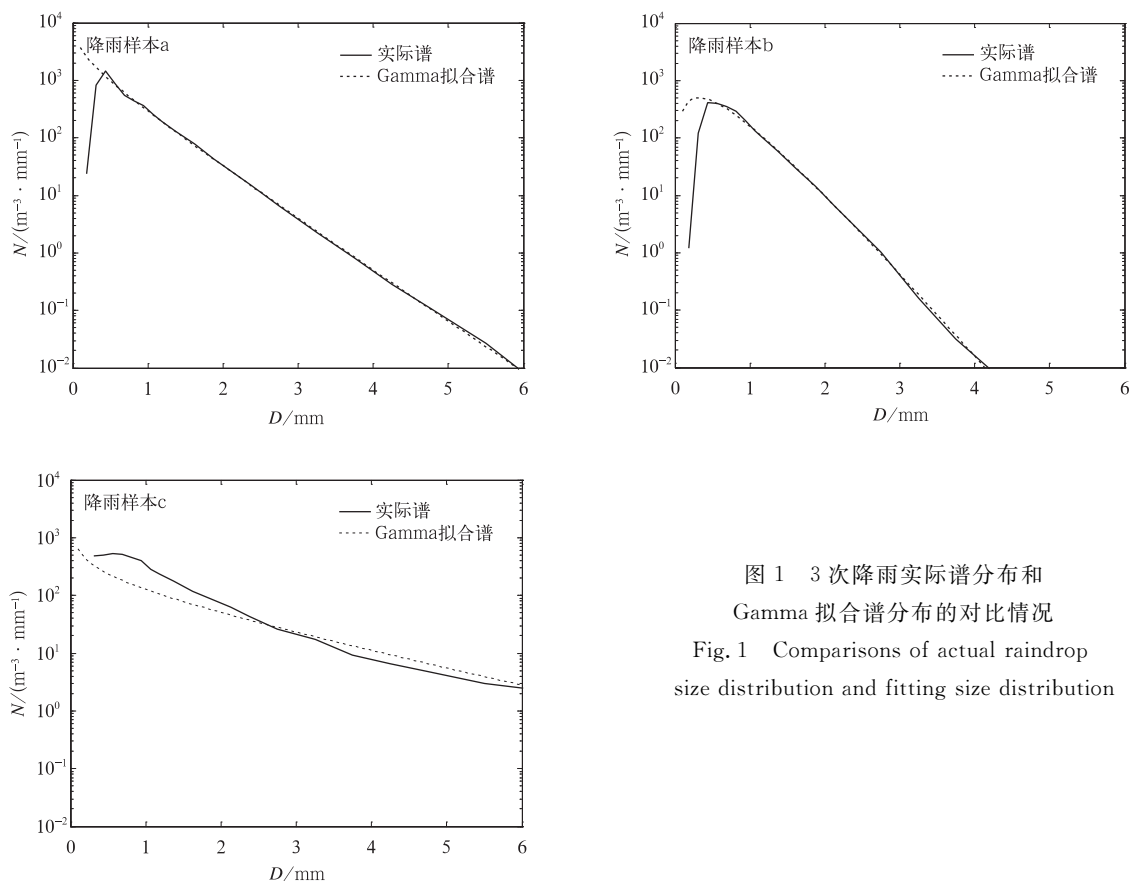 降雨样本a
实际谱
Gamma拟合谱
10⁴
10³
10²
10¹
10⁰
10⁻¹
10⁻²
N/(m⁻³·mm⁻¹)
0 1 2 3 4 5 6
D/mm
降雨样本b
实际谱
Gamma拟合谱
10⁴
10³
10²
10¹
10⁰
10⁻¹
10⁻²
N/(m⁻³·mm⁻¹)
0 1 2 3 4 5 6
D/mm
降雨样本c
实际谱
Gamma拟合谱
10⁴
10³
10²
10¹
10⁰
10⁻¹
10⁻²
N/(m⁻³·mm⁻¹)
0 1 2 3 4 5 6
D/mm
图 1 3 次降雨实际谱分布和
Gamma 拟合谱分布的对比情况
Fig. 1 Comparisons of actual raindrop
size distribution and fitting size distribution